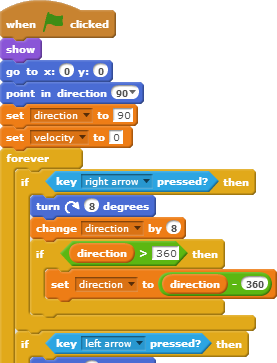 when clicked
show
go to x: 0 y: 0
point in direction 90
set direction to 90
set velocity to 0
forever
if key right arrow pressed? then
turn 8 degrees
change direction by 8
if direction > 360 then
set direction to direction - 360
if key left arrow pressed? then